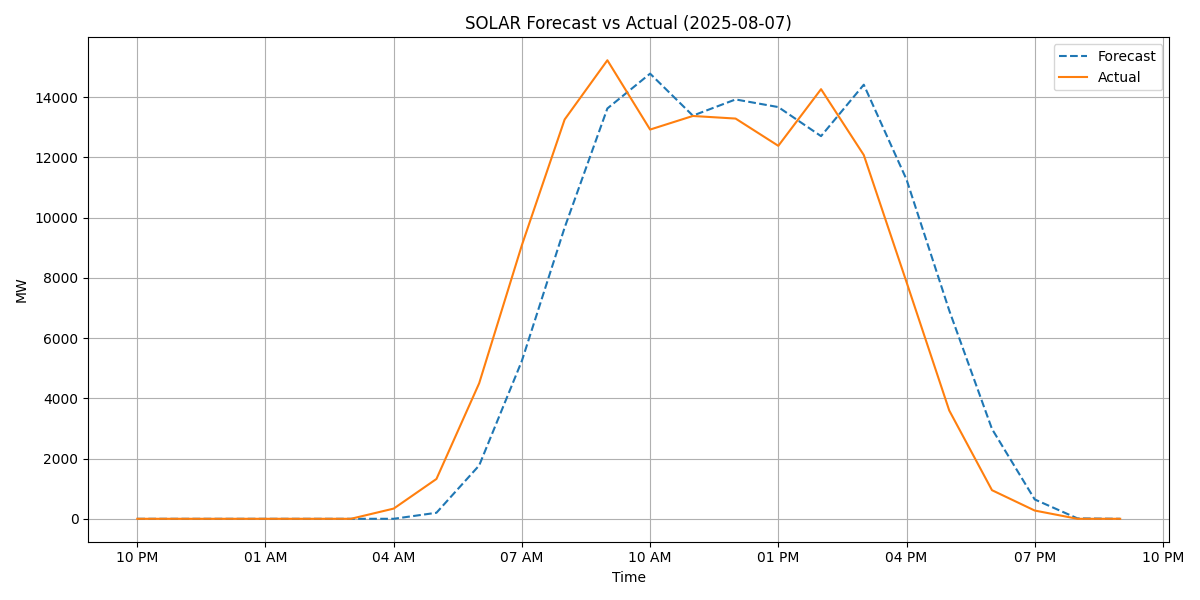 SOLAR Forecast vs Actual (2025-08-07)
Forecast
Actual
14000
12000
10000
8000
6000
4000
2000
0
MW
10 PM 01 AM 04 AM 07 AM 10 AM 01 PM 04 PM 07 PM 10 PM
Time